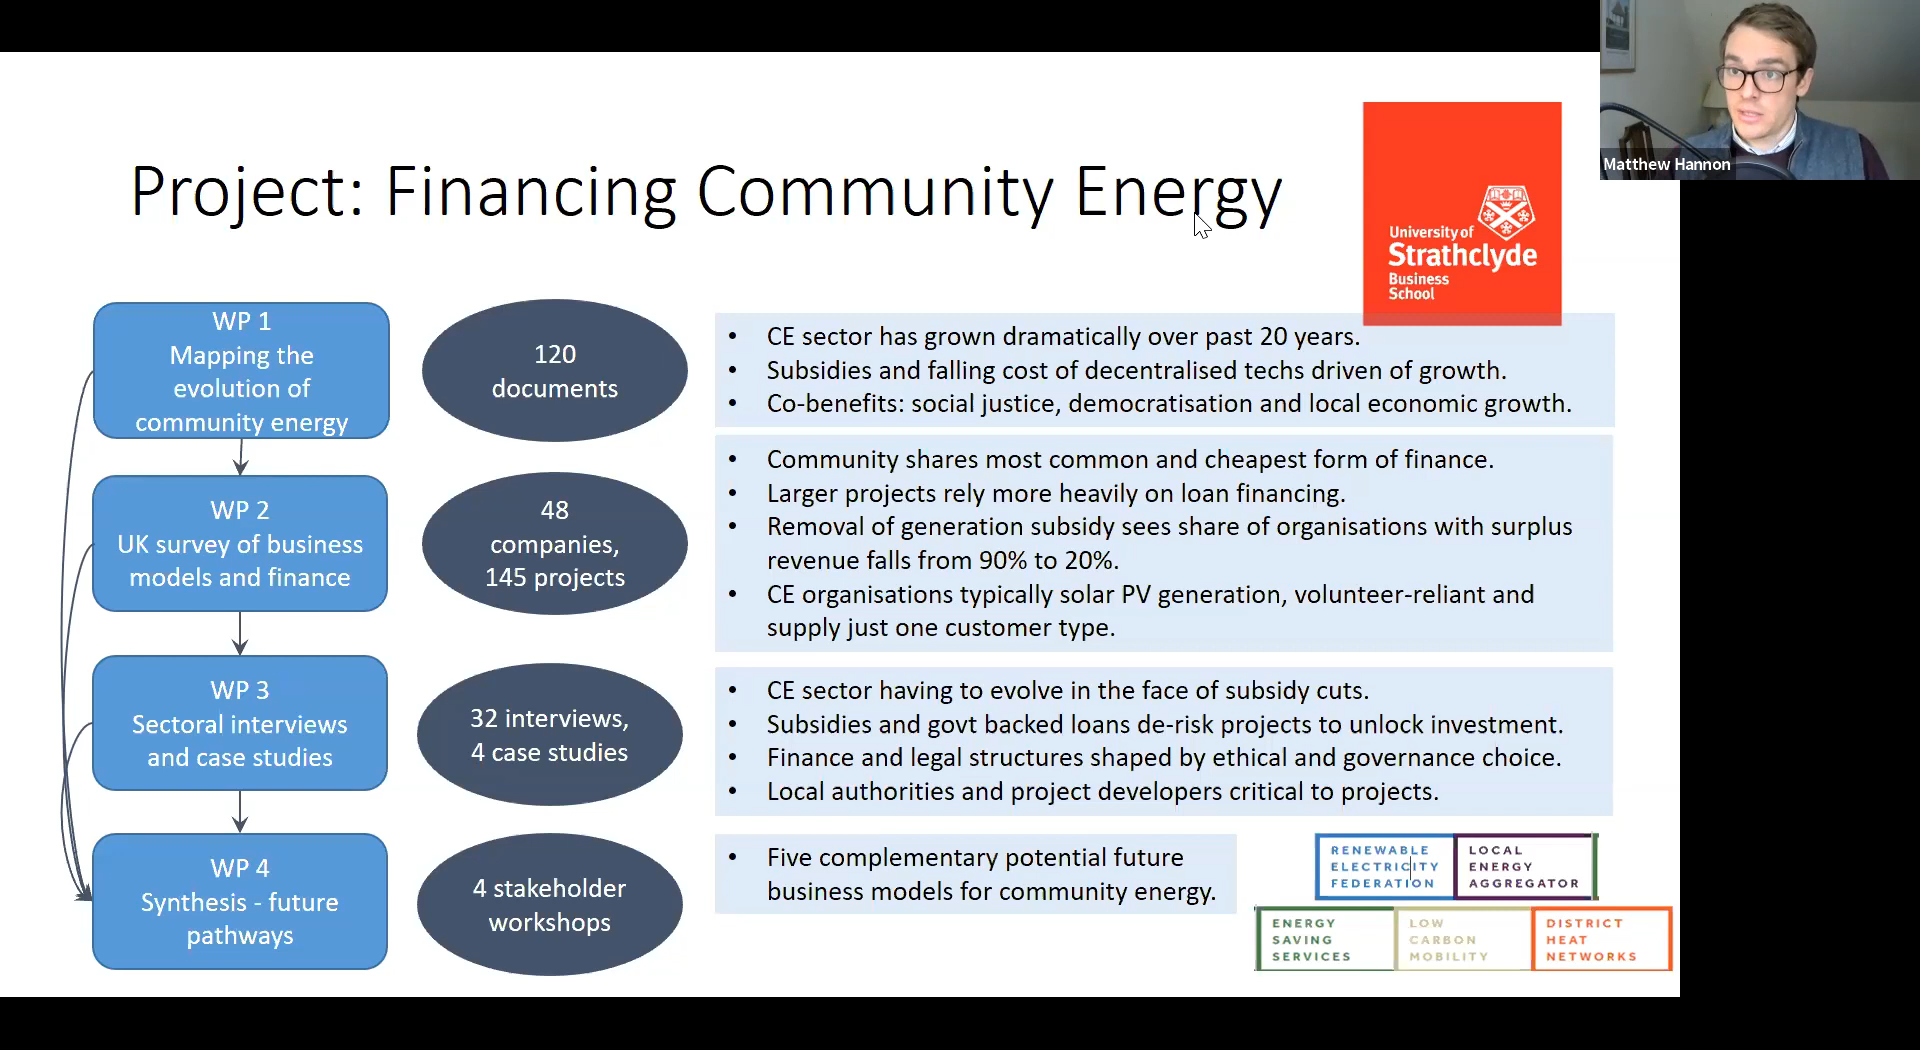 Matthew Hannon
Project: Financing Community Energy
University of
Strathclyde
Business
School
WP 1
Mapping the
evolution of
community energy
120
documents
• CE sector has grown dramatically over past 20 years.
• Subsidies and falling cost of decentralised techs driven of growth.
• Co-benefits: social justice, democratisation and local economic growth.
WP 2
UK survey of business
models and finance
48
companies,
145 projects
• Community shares most common and cheapest form of finance.
• Larger projects rely more heavily on loan financing.
• Removal of generation subsidy sees share of organisations with surplus
revenue falls from 90% to 20%.
• CE organisations typically solar PV generation, volunteer-reliant and
supply just one customer type.
WP 3
Sectoral interviews
and case studies
32 interviews,
4 case studies
• CE sector having to evolve in the face of subsidy cuts.
• Subsidies and govt backed loans de-risk projects to unlock investment.
• Finance and legal structures shaped by ethical and governance choice.
• Local authorities and project developers critical to projects.
WP 4
Synthesis - future
pathways
4 stakeholder
workshops
• Five complementary potential future
business models for community energy.
RENEWABLE
ELECTRICITY
FEDERATION
LOCAL
ENERGY
AGGREGATOR
ENERGY
SAVING
SERVICES
LOW
CARBON
MOBILITY
DISTRICT
HEAT
NETWORKS